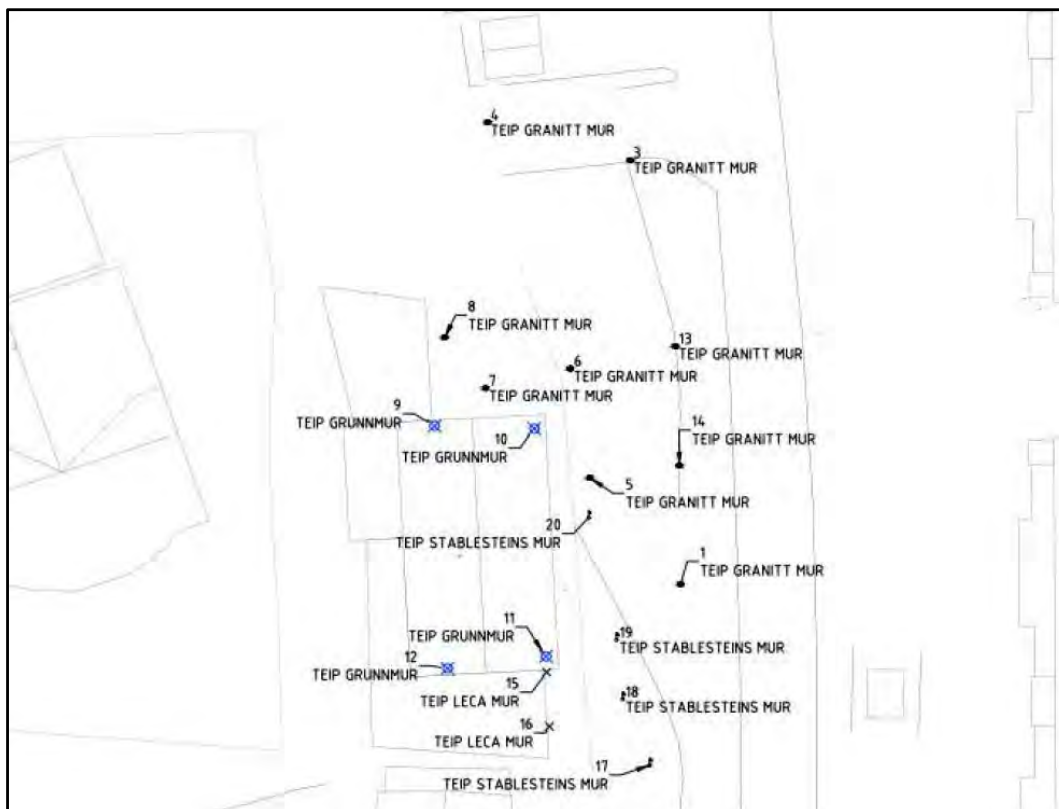 4
TEIP GRANITT MUR
3
TEIP GRANITT MUR
8
TEIP GRANITT MUR
13
TEIP GRANITT MUR
6
TEIP GRANITT MUR
7
TEIP GRANITT MUR
9
TEIP GRUNNMUR
10
TEIP GRUNNMUR
14
TEIP GRANITT MUR
5
TEIP GRANITT MUR
20
TEIP STABLESTEINS MUR
1
TEIP GRANITT MUR
11
TEIP GRUNNMUR
19
TEIP STABLESTEINS MUR
12
TEIP GRUNNMUR
15
TEIP LECA MUR
18
TEIP STABLESTEINS MUR
16
TEIP LECA MUR
17
TEIP STABLESTEINS MUR